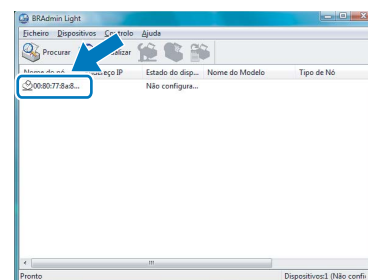 BRAdmin Light
Ficheiro Dispositivos Controlo Ajuda
Procurar
Nome do nó Endereço IP Estado do disp... Nome do Modelo Tipo de Nó
00:80:77:8a:8... Não configura...
Pronto Dispositivos:1 (Não confi